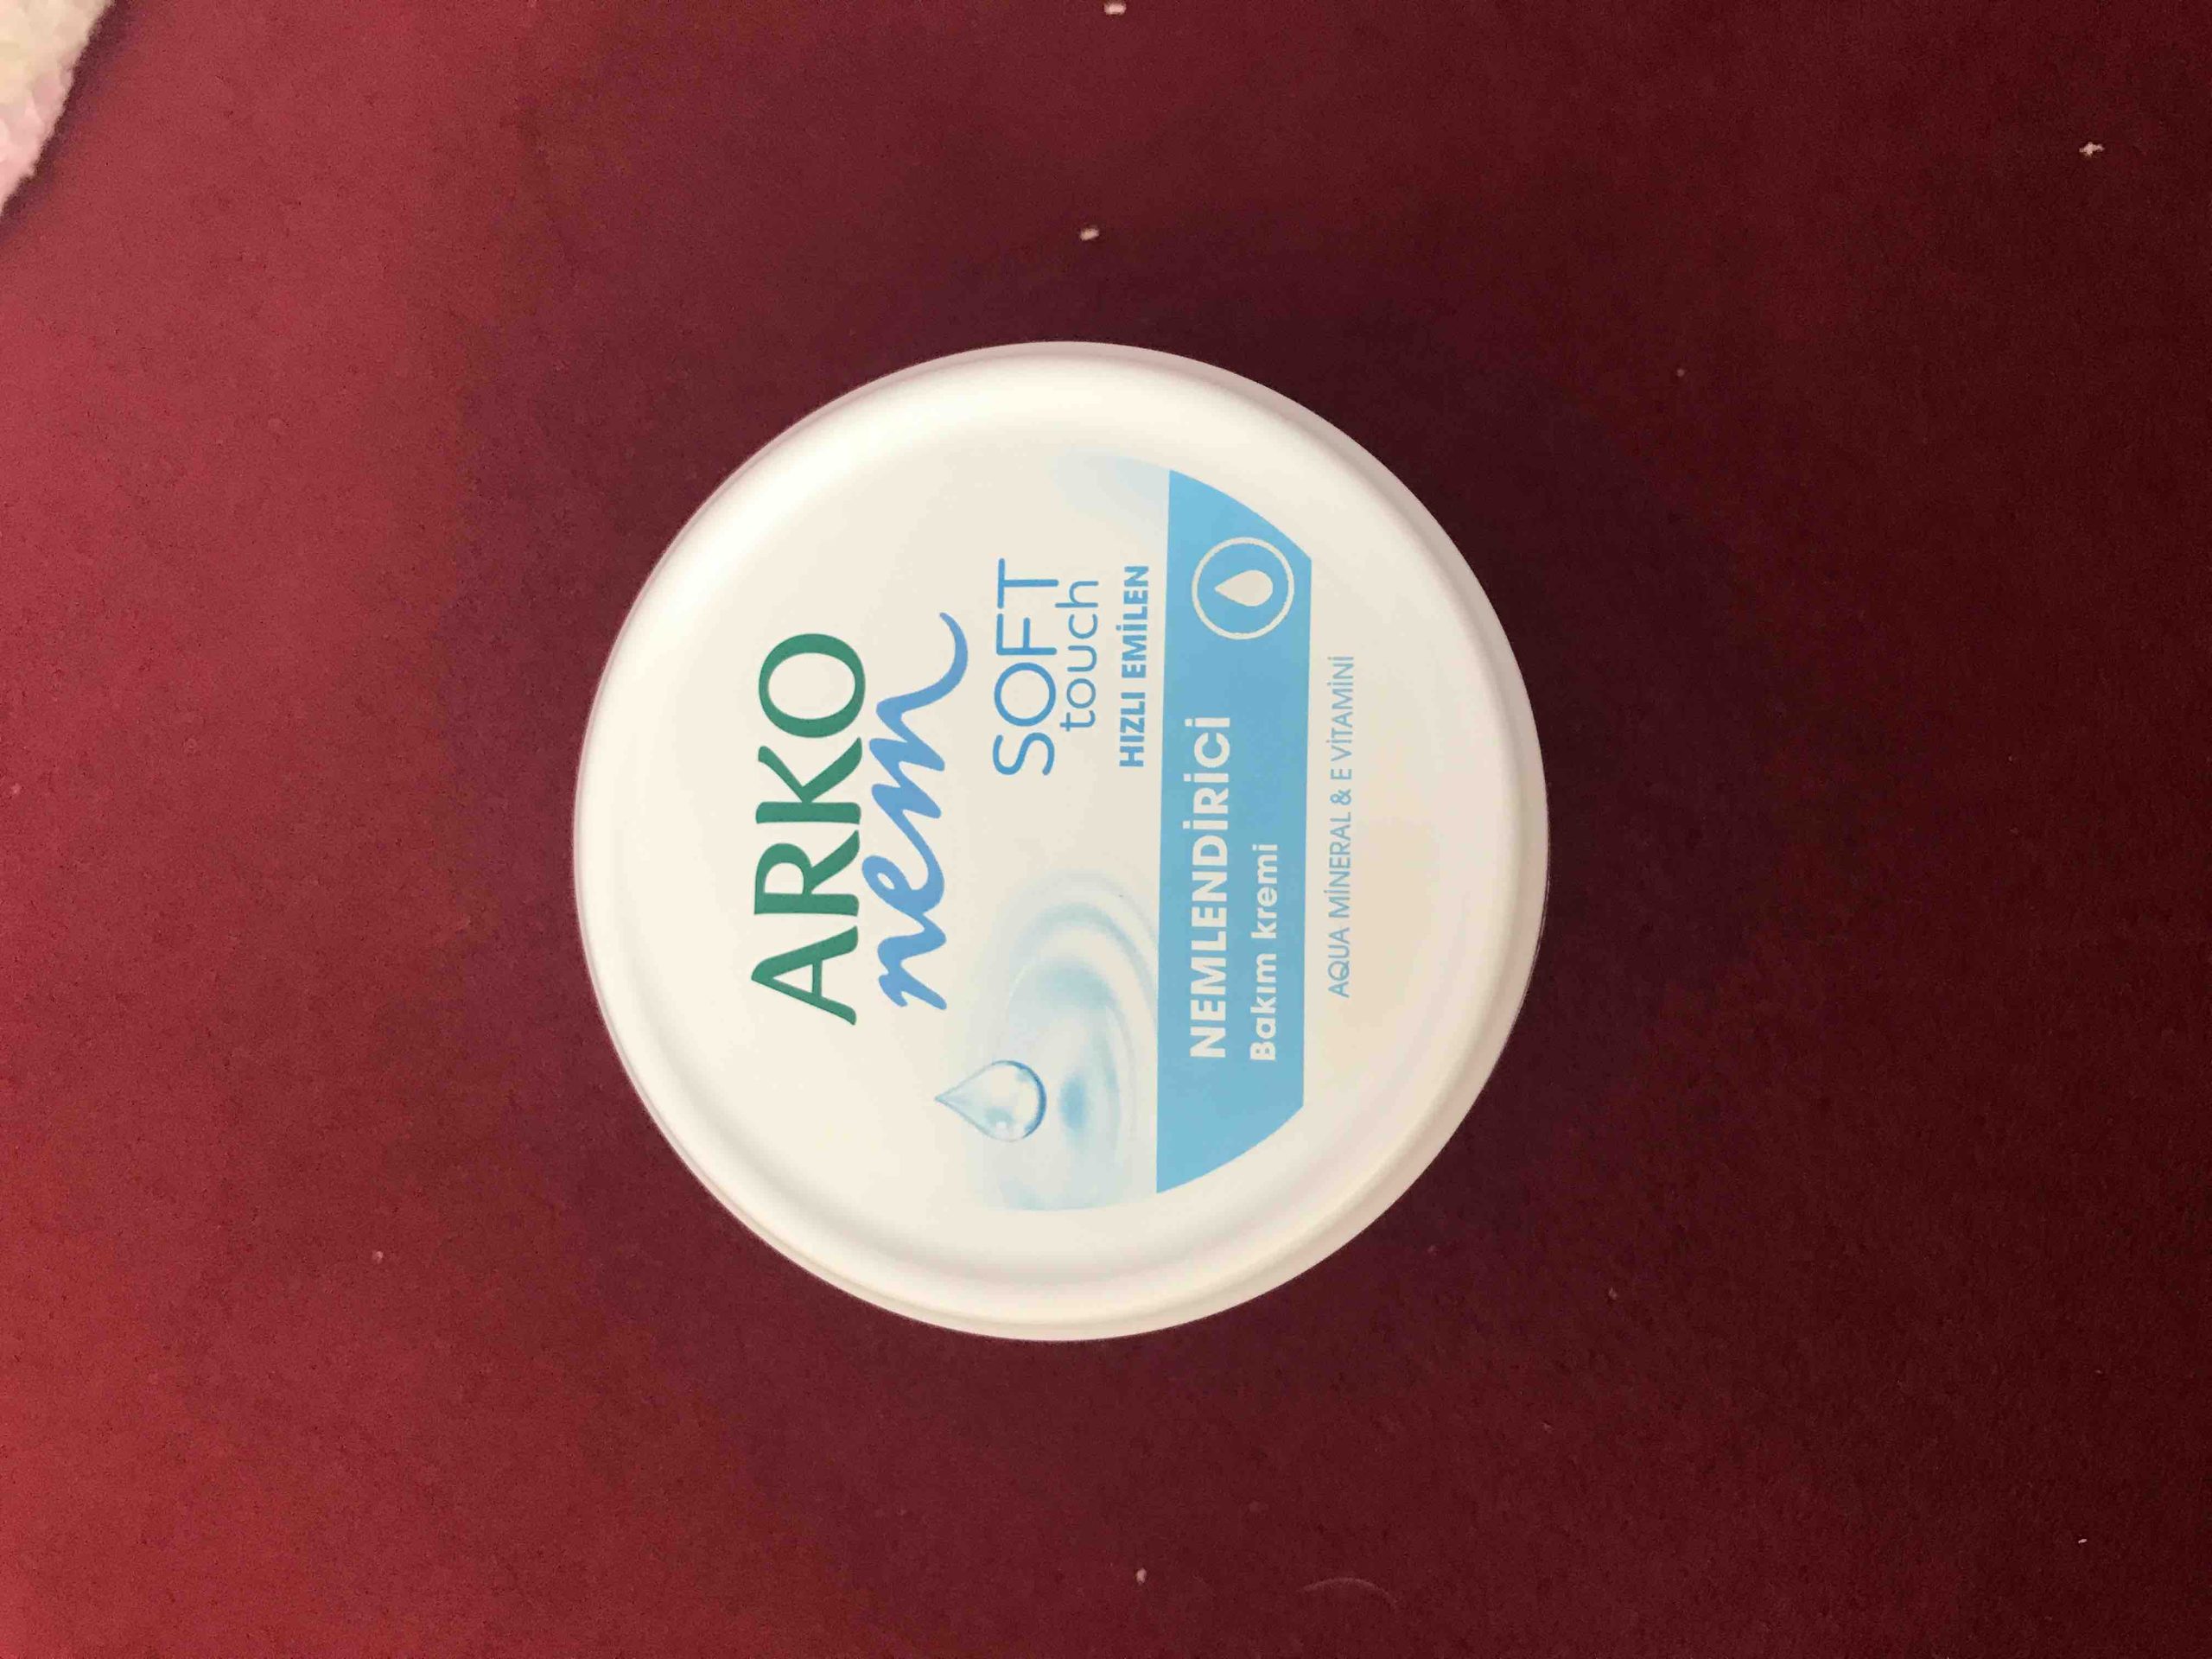 ARKO
nem
SOFT
touch
HIZLI EMİLEN
NEMLENDİRİCİ
Bakım kremi
AQUA MİNERAL & E VİTAMİNİ